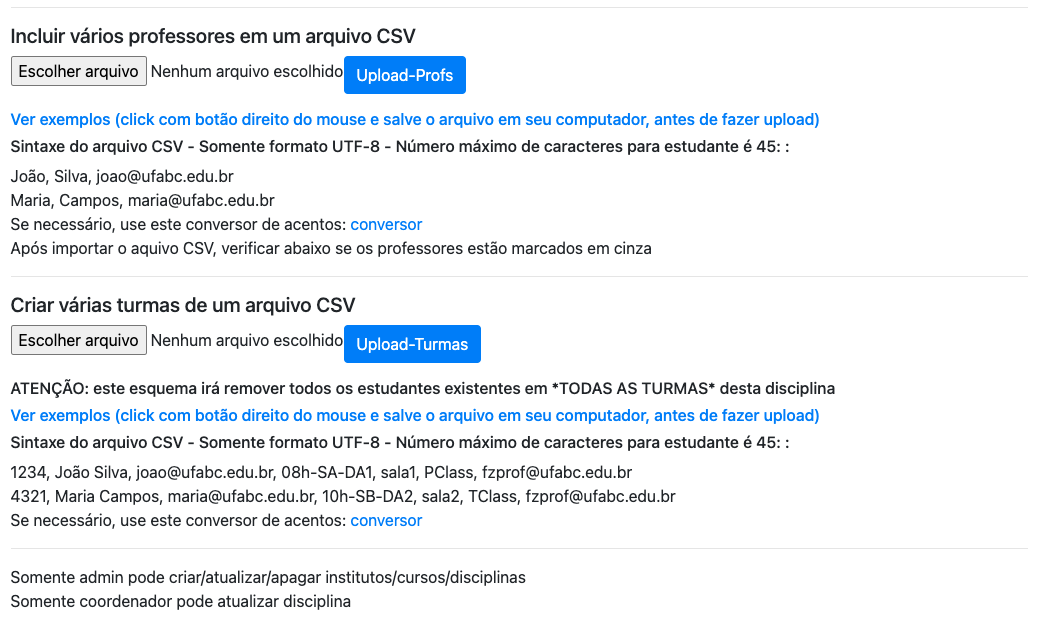 Incluir vários professores em um arquivo CSV
Escolher arquivo Nenhum arquivo escolhido Upload-Profs
Ver exemplos (click com botão direito do mouse e salve o arquivo em seu computador, antes de fazer upload)
Sintaxe do arquivo CSV - Somente formato UTF-8 - Número máximo de caracteres para estudante é 45: :
João, Silva, joao@ufabc.edu.br
Maria, Campos, maria@ufabc.edu.br
Se necessário, use este conversor de acentos: conversor
Após importar o aquivo CSV, verificar abaixo se os professores estão marcados em cinza
Criar várias turmas de um arquivo CSV
Escolher arquivo Nenhum arquivo escolhido Upload-Turmas
ATENÇÃO: este esquema irá remover todos os estudantes existentes em *TODAS AS TURMAS* desta disciplina
Ver exemplos (click com botão direito do mouse e salve o arquivo em seu computador, antes de fazer upload)
Sintaxe do arquivo CSV - Somente formato UTF-8 - Número máximo de caracteres para estudante é 45: :
1234, João Silva, joao@ufabc.edu.br, 08h-SA-DA1, sala1, PClass, fzprof@ufabc.edu.br
4321, Maria Campos, maria@ufabc.edu.br, 10h-SB-DA2, sala2, TClass, fzprof@ufabc.edu.br
Se necessário, use este conversor de acentos: conversor
Somente admin pode criar/atualizar/apagar institutos/cursos/disciplinas
Somente coordenador pode atualizar disciplina